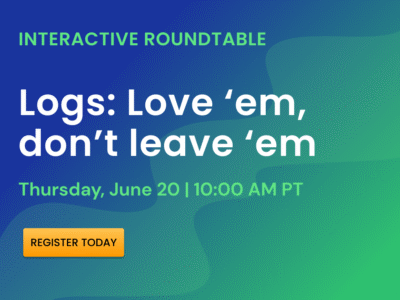 INTERACTIVE ROUNDTABLE
Logs: Love ‘em,
don’t leave ‘em
Thursday, June 20 | 10:00 AM PT
REGISTER TODAY